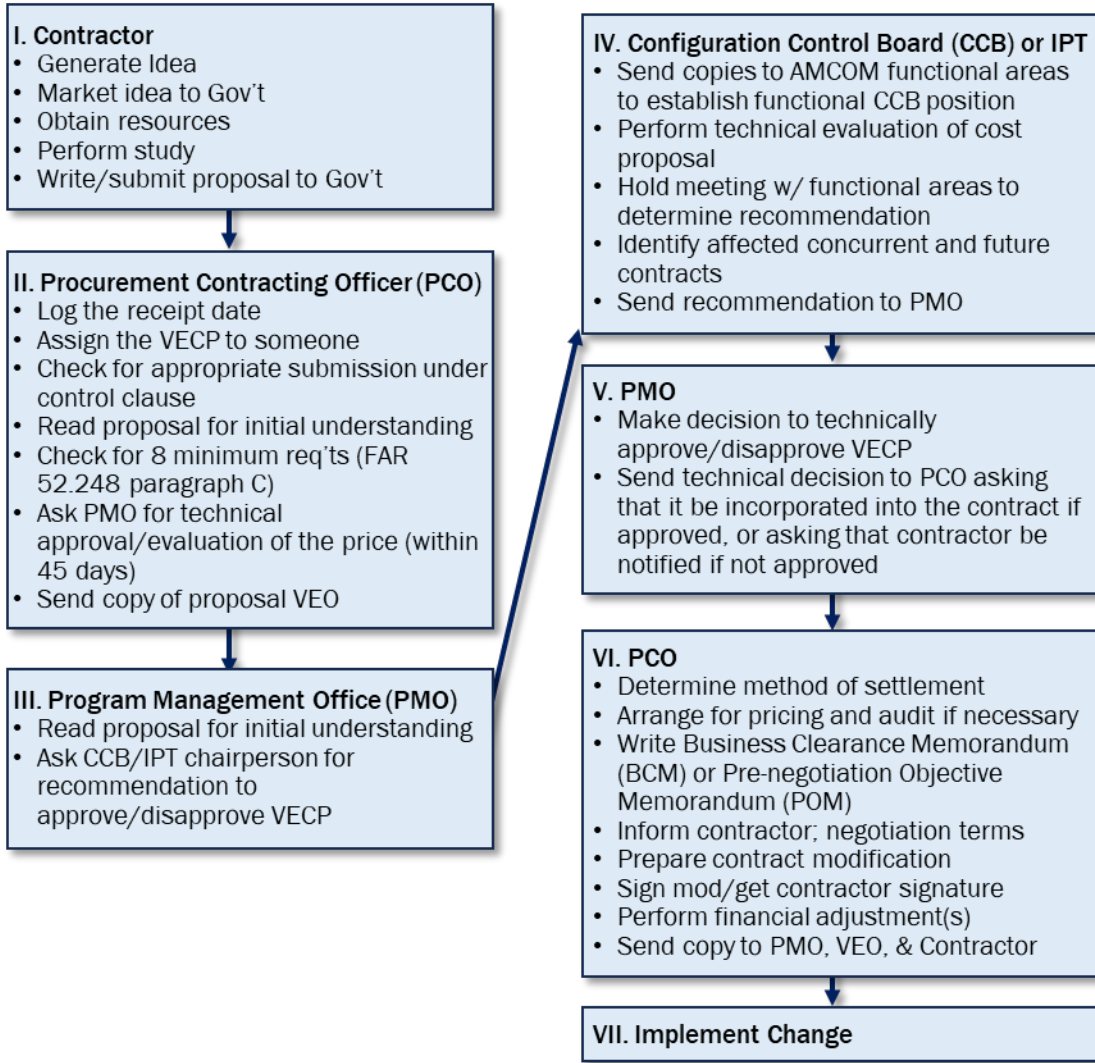 I. Contractor
• Generate Idea
• Market idea to Gov't
• Obtain resources
• Perform study
• Write/submit proposal to Gov't
II. Procurement Contracting Officer (PCO)
• Log the receipt date
• Assign the VECP to someone
• Check for appropriate submission under
control clause
• Read proposal for initial understanding
• Check for 8 minimum req'ts (FAR
52.248 paragraph C)
• Ask PMO for technical
approval/evaluation of the price (within
45 days)
• Send copy of proposal VEO
III. Program Management Office (PMO)
• Read proposal for initial understanding
• Ask CCB/IPT chairperson for
recommendation to
approve/disapprove VECP
IV. Configuration Control Board (CCB) or IPT
• Send copies to AMCOM functional areas
to establish functional CCB position
• Perform technical evaluation of cost
proposal
• Hold meeting w/ functional areas to
determine recommendation
• Identify affected concurrent and future
contracts
• Send recommendation to PMO
V. PMO
• Make decision to technically
approve/disapprove VECP
• Send technical decision to PCO asking
that it be incorporated into the contract if
approved, or asking that contractor be
notified if not approved
VI. PCO
• Determine method of settlement
• Arrange for pricing and audit if necessary
• Write Business Clearance Memorandum
(BCM) or Pre-negotiation Objective
Memorandum (POM)
• Inform contractor; negotiation terms
• Prepare contract modification
• Sign mod/get contractor signature
• Perform financial adjustment(s)
• Send copy to PMO, VEO, & Contractor
VII. Implement Change